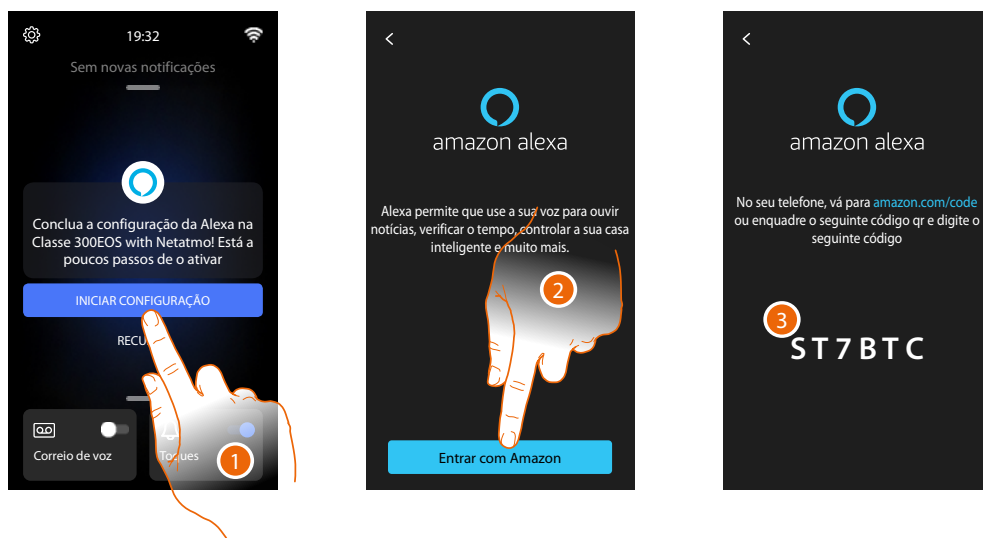 19:32
Sem novas notificações
Conclua a configuração da Alexa na
Classe 300EOS with Netatmo! Está a
poucos passos de o ativar
INICIAR CONFIGURAÇÃO
RECU
Correio de voz
Toques
1
amazon alexa
Alexa permite que use a sua voz para ouvir
notícias, verificar o tempo, controlar a sua casa
inteligente e muito mais.
2
Entrar com Amazon
amazon alexa
No seu telefone, vá para amazon.com/code
ou enquadre o seguinte código qr e digite o
seguinte código
3
ST7BTC